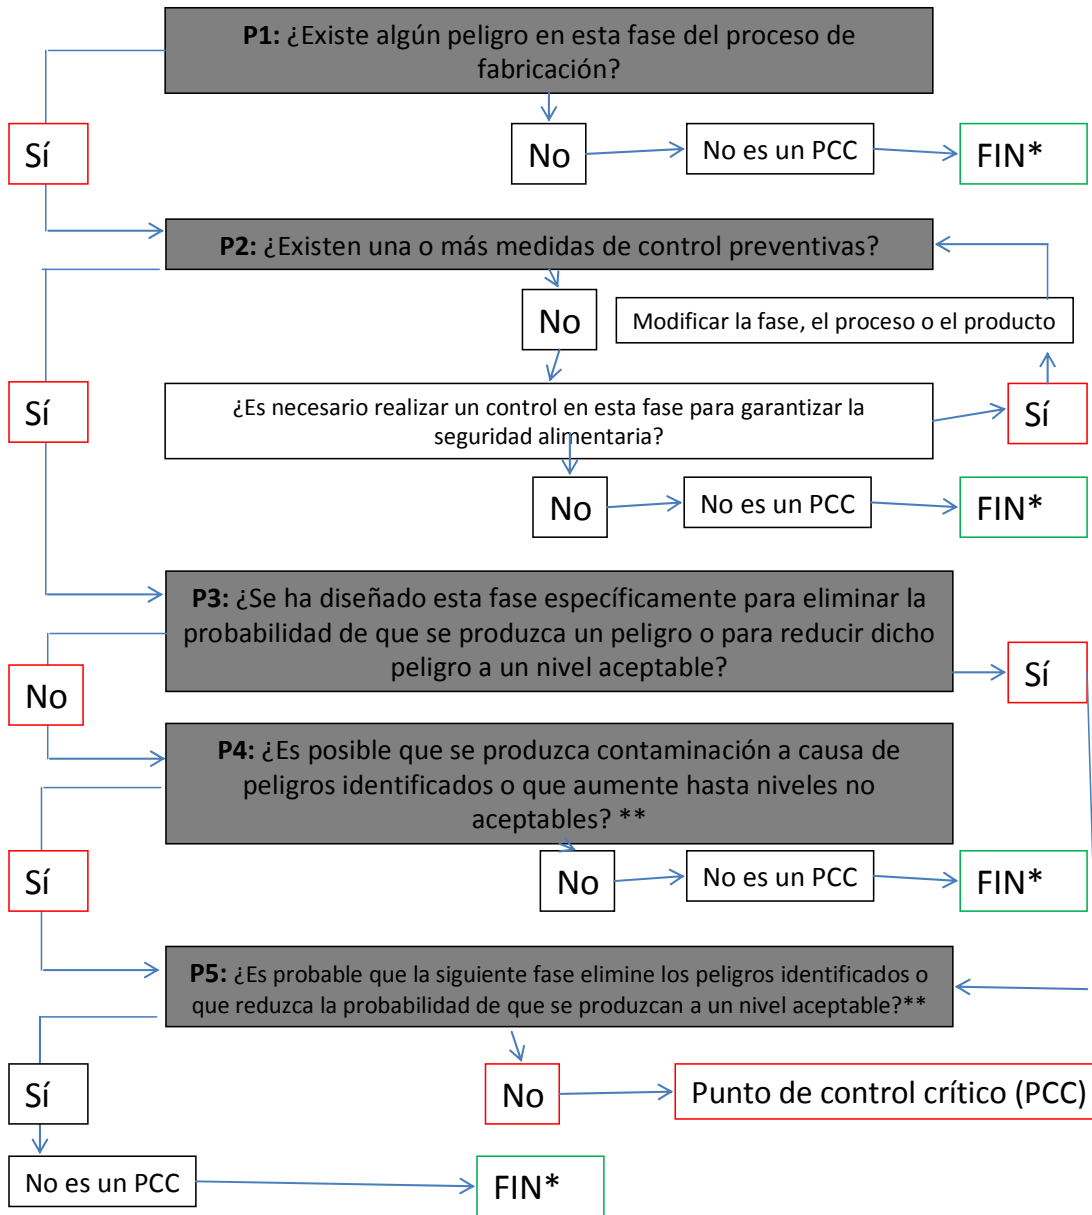 P1: ¿Existe algún peligro en esta fase del proceso de
fabricación?
Sí
No
No es un PCC
FIN*
P2: ¿Existen una o más medidas de control preventivas?
No
Modificar la fase, el proceso o el producto
Sí
¿Es necesario realizar un control en esta fase para garantizar la
seguridad alimentaria?
Sí
No
No es un PCC
FIN*
P3: ¿Se ha diseñado esta fase específicamente para eliminar la
probabilidad de que se produzca un peligro o para reducir dicho
peligro a un nivel aceptable?
Sí
No
P4: ¿Es posible que se produzca contaminación a causa de
peligros identificados o que aumente hasta niveles no
aceptables? **
Sí
No
No es un PCC
FIN*
P5: ¿Es probable que la siguiente fase elimine los peligros identificados o
que reduzca la probabilidad de que se produzcan a un nivel aceptable?**
Sí
No
Punto de control crítico (PCC)
No es un PCC
FIN*